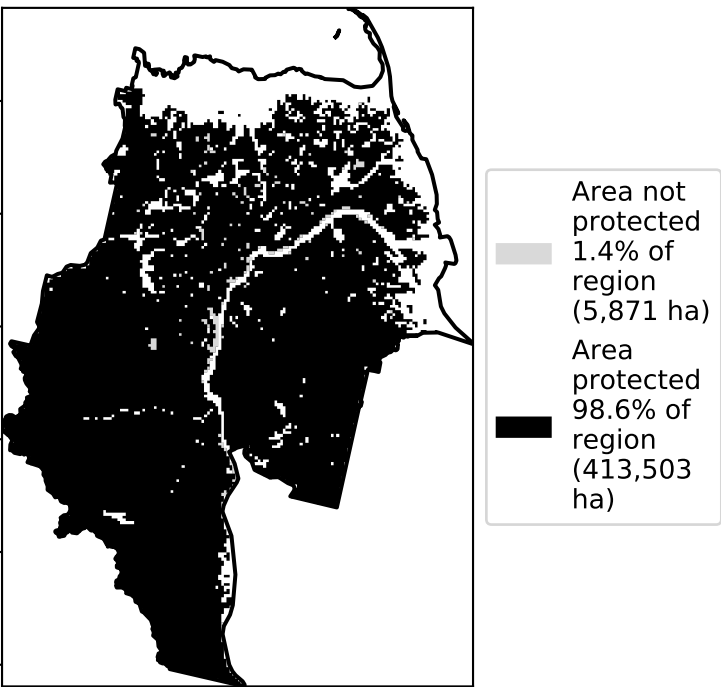 Area not
protected
1.4% of
region
(5,871 ha)
Area
protected
98.6% of
region
(413,503
ha)